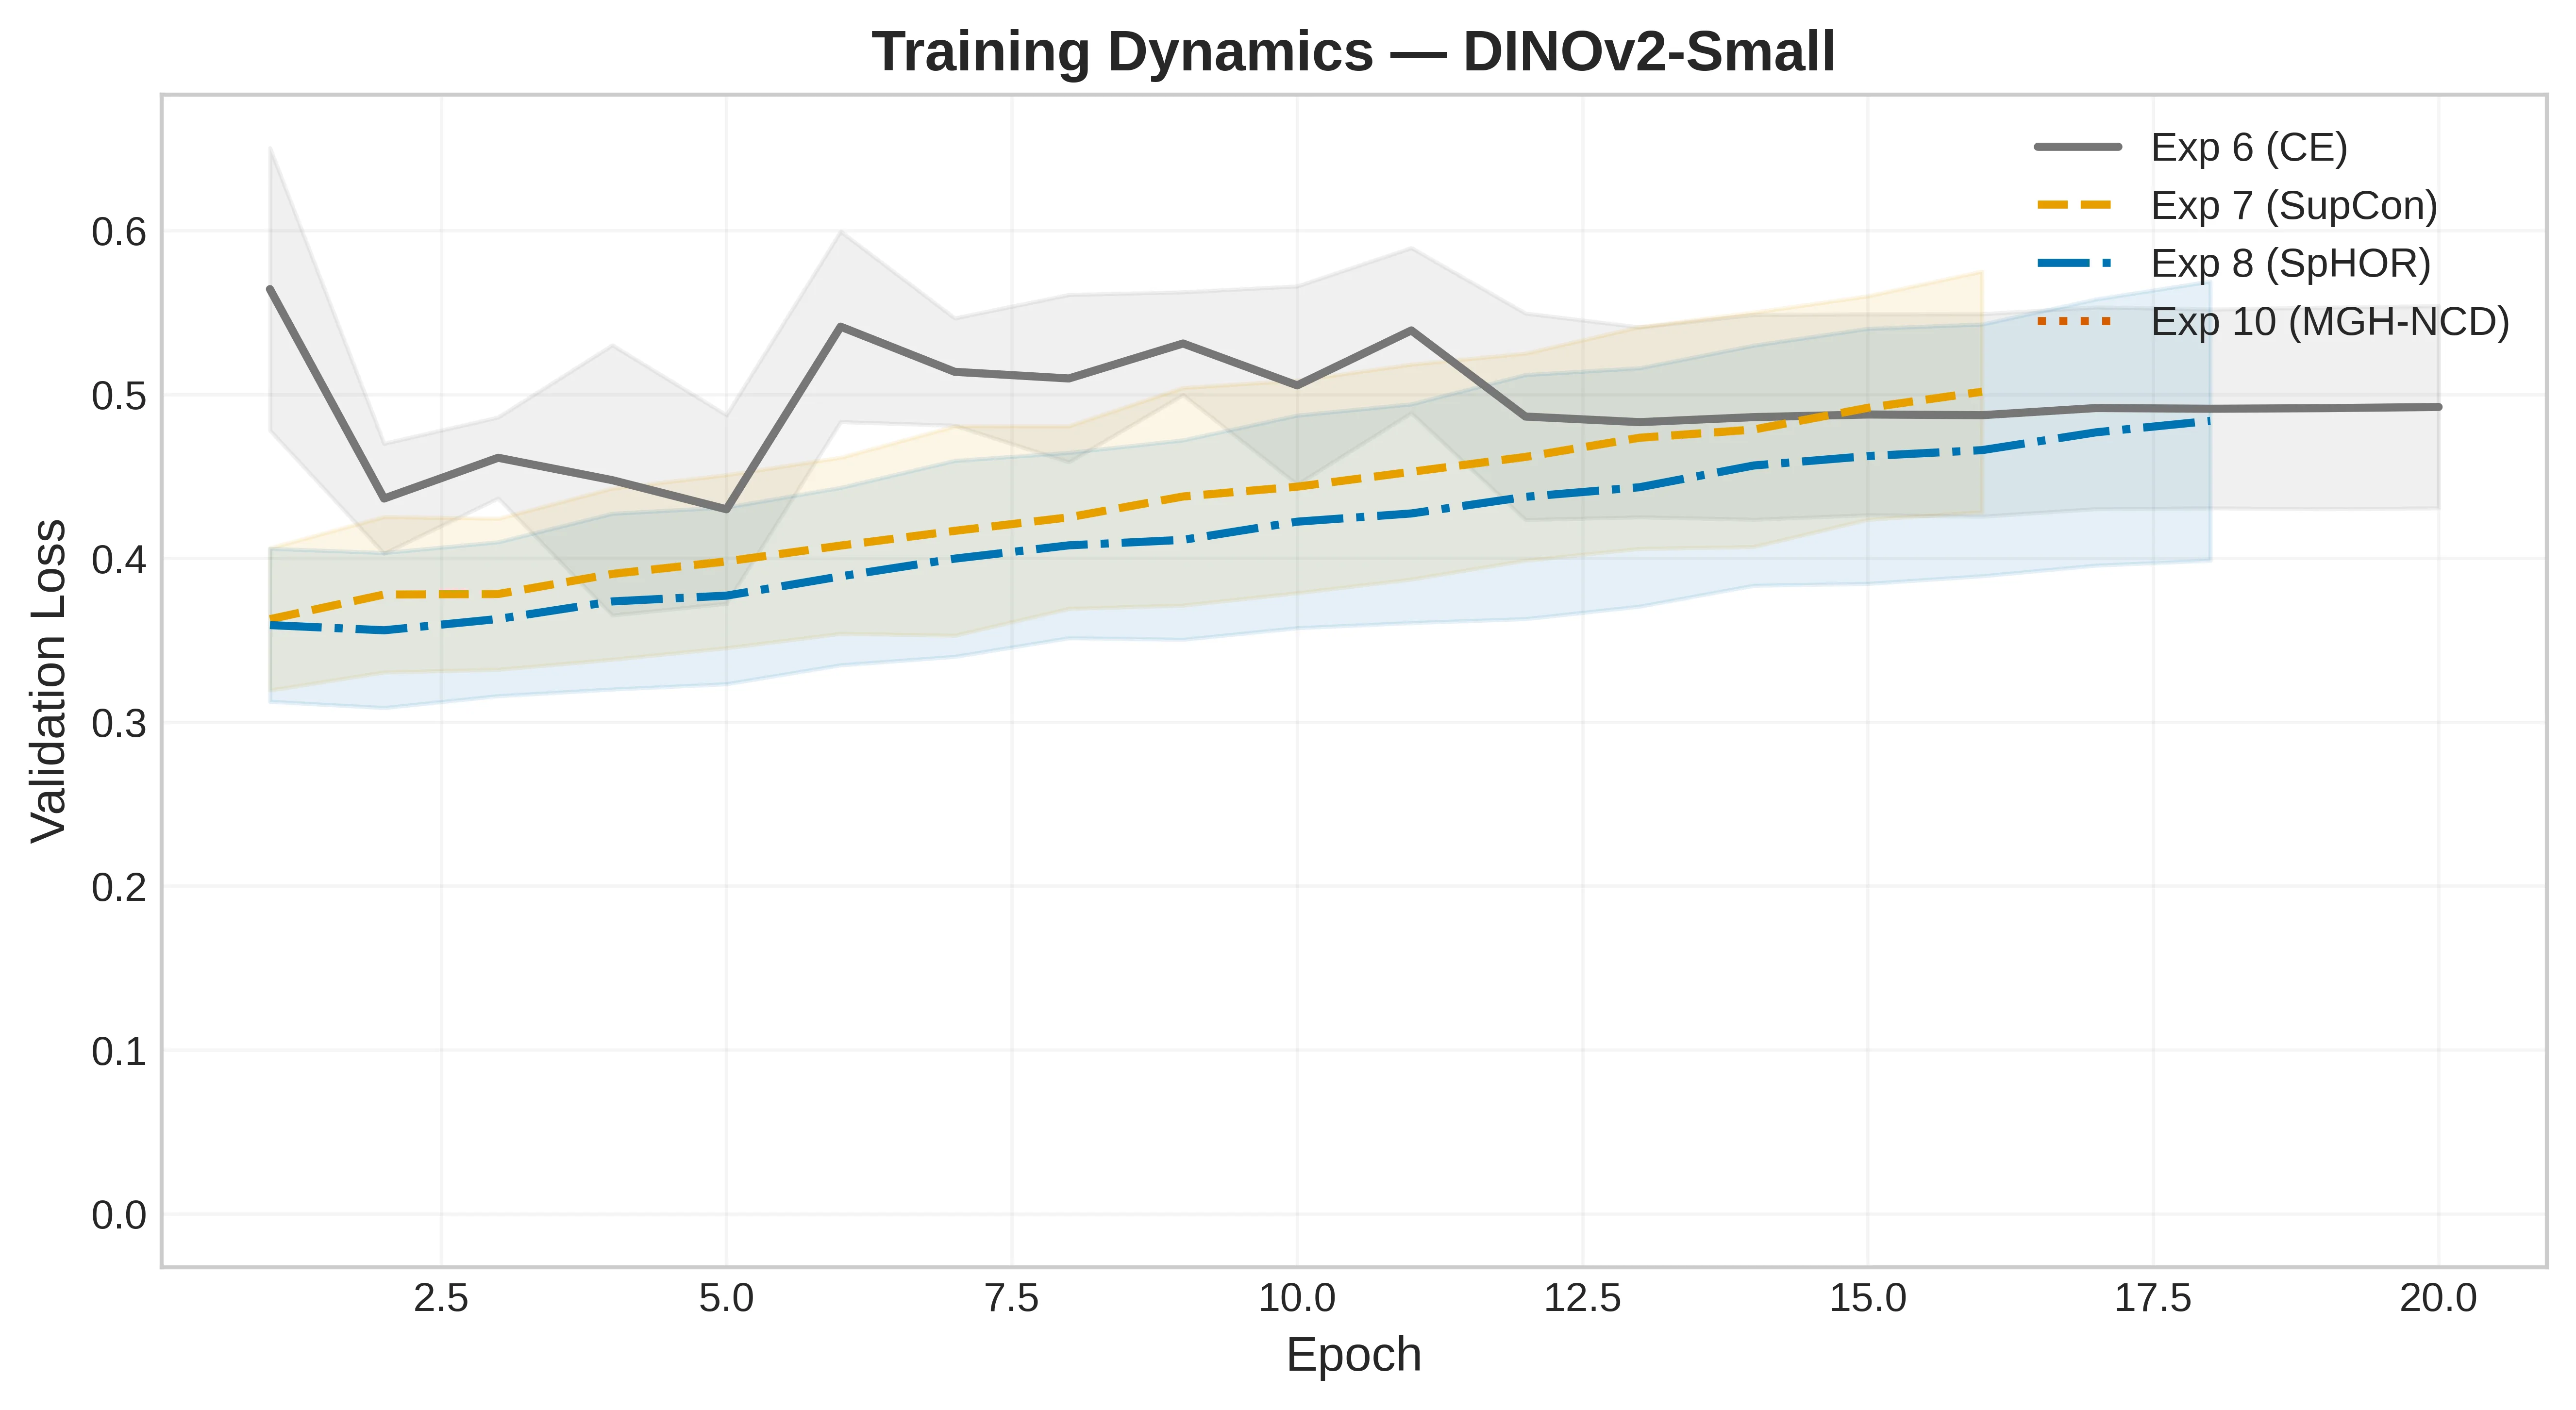 Training Dynamics — DINOv2-Small
Exp 6 (CE)
Exp 7 (SupCon)
Exp 8 (SpHOR)
Exp 10 (MGH-NCD)
Validation Loss
0.6
0.5
0.4
0.3
0.2
0.1
0.0
2.5 5.0 7.5 10.0 12.5 15.0 17.5 20.0
Epoch